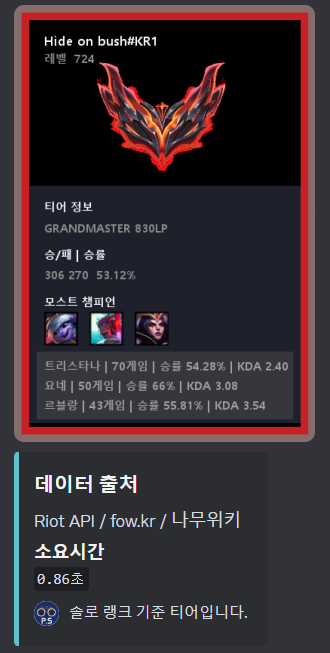 Hide on bush#KR1
레벨 724
티어 정보
GRANDMASTER 830LP
승/패 | 승률
306 270 53.12%
모스트 챔피언
트리스타나 | 70게임 | 승률 54.28% | KDA 2.40
요네 | 50게임 | 승률 66% | KDA 3.08
르블랑 | 43게임 | 승률 55.81% | KDA 3.54
데이터 출처
Riot API / fow.kr / 나무위키
소요시간
0.86초
P.S 솔로 랭크 기준 티어입니다.